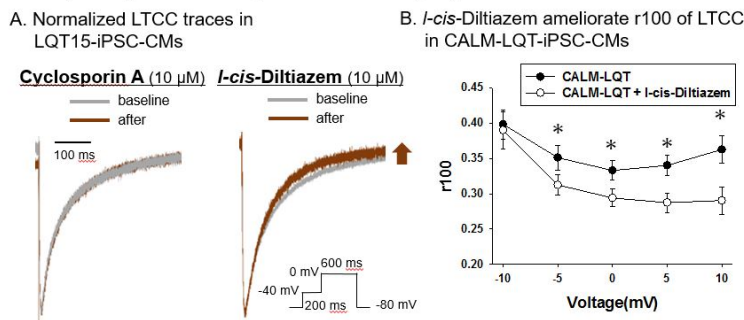 A. Normalized LTCC traces in
LQT15-iPSC-CMs
Cyclosporin A (10 μM)
baseline
after
100 ms
l-cis-Diltiazem (10 μM)
baseline
after
600 ms
0 mV
-40 mV
200 ms
-80 mV
B. l-cis-Diltiazem ameliorate r100 of LTCC
in CALM-LQT-iPSC-CMs
CALM-LQT
CALM-LQT + l-cis-Diltiazem
0.45
0.40
0.35
0.30
0.25
0.20
r100
* * * *
-10 -5 0 5 10
Voltage(mV)